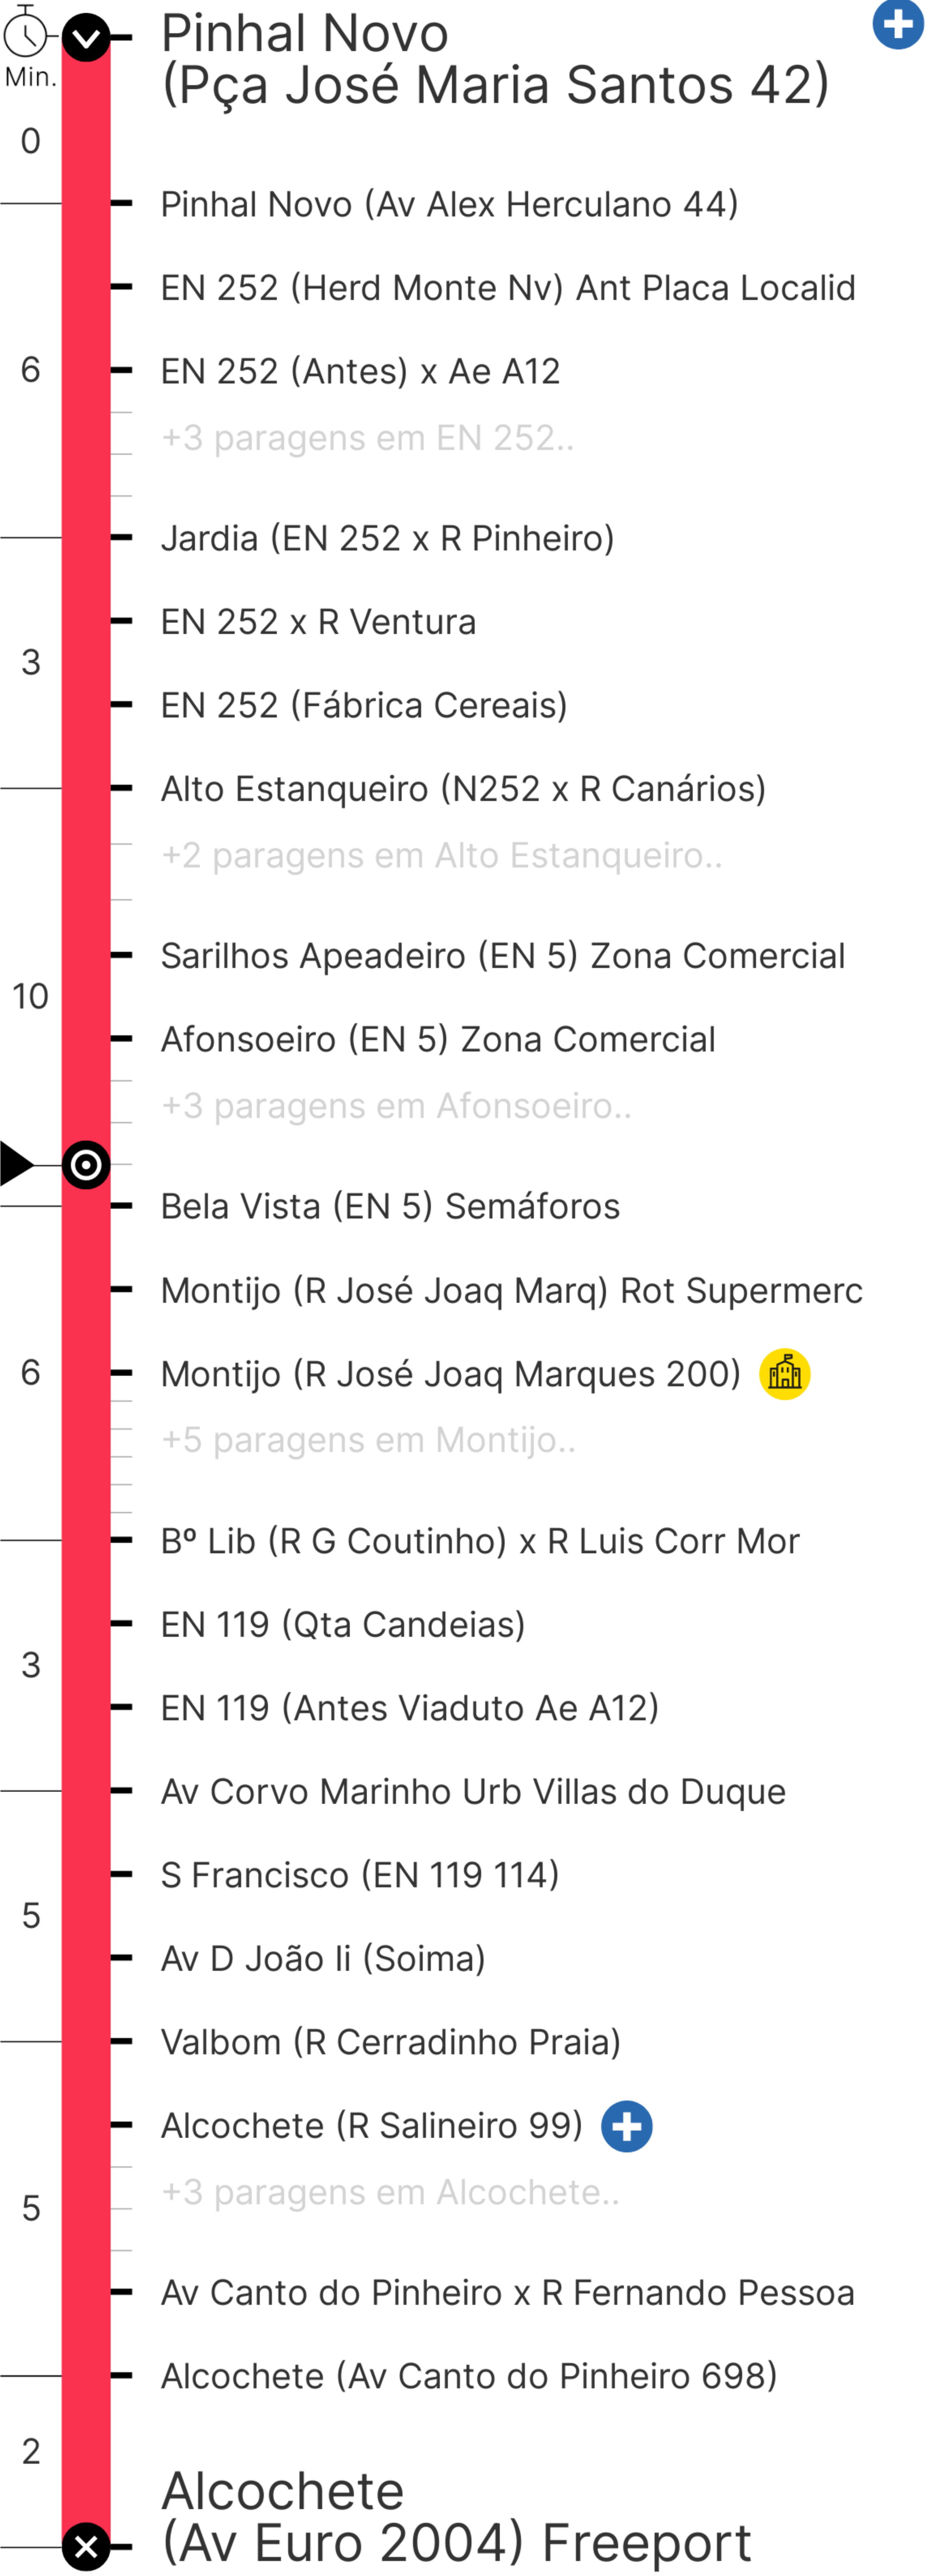 Min.
Pinhal Novo
(Pça José Maria Santos 42)
0
Pinhal Novo (Av Alex Herculano 44)
EN 252 (Herd Monte Nv) Ant Placa Localid
6
EN 252 (Antes) x Ae A12
+3 paragens em EN 252..
Jardia (EN 252 x R Pinheiro)
EN 252 x R Ventura
3
EN 252 (Fábrica Cereais)
Alto Estanqueiro (N252 x R Canários)
+2 paragens em Alto Estanqueiro..
Sarilhos Apeadeiro (EN 5) Zona Comercial
10
Afonsoeiro (EN 5) Zona Comercial
+3 paragens em Afonsoeiro..
Bela Vista (EN 5) Semáforos
Montijo (R José Joaq Marq) Rot Supermerc
6
Montijo (R José Joaq Marques 200)
+5 paragens em Montijo..
Bº Lib (R G Coutinho) x R Luis Corr Mor
EN 119 (Qta Candeias)
3
EN 119 (Antes Viaduto Ae A12)
Av Corvo Marinho Urb Villas do Duque
S Francisco (EN 119 114)
5
Av D João Ii (Soima)
Valbom (R Cerradinho Praia)
Alcochete (R Salineiro 99)
+3 paragens em Alcochete..
5
Av Canto do Pinheiro x R Fernando Pessoa
Alcochete (Av Canto do Pinheiro 698)
2
Alcochete
(Av Euro 2004) Freeport